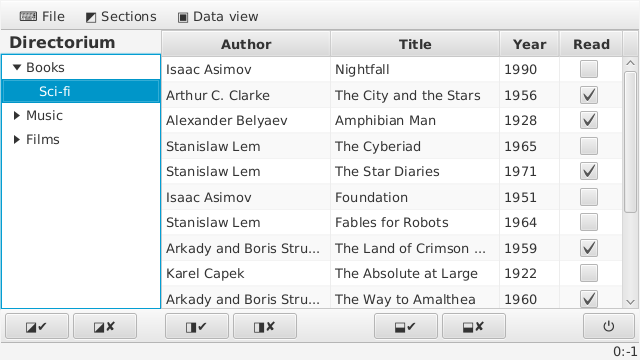 File Sections Data view
Directorium
Books
Sci-fi
Music
Films
Author Title Year Read
Isaac Asimov Nightfall 1990
Arthur C. Clarke The City and the Stars 1956
Alexander Belyaev Amphibian Man 1928
Stanislaw Lem The Cyberiad 1965
Stanislaw Lem The Star Diaries 1971
Isaac Asimov Foundation 1951
Stanislaw Lem Fables for Robots 1964
Arkady and Boris Stru... The Land of Crimson ... 1959
Karel Capek The Absolute at Large 1922
Arkady and Boris Stru... The Way to Amalthea 1960
0:-1